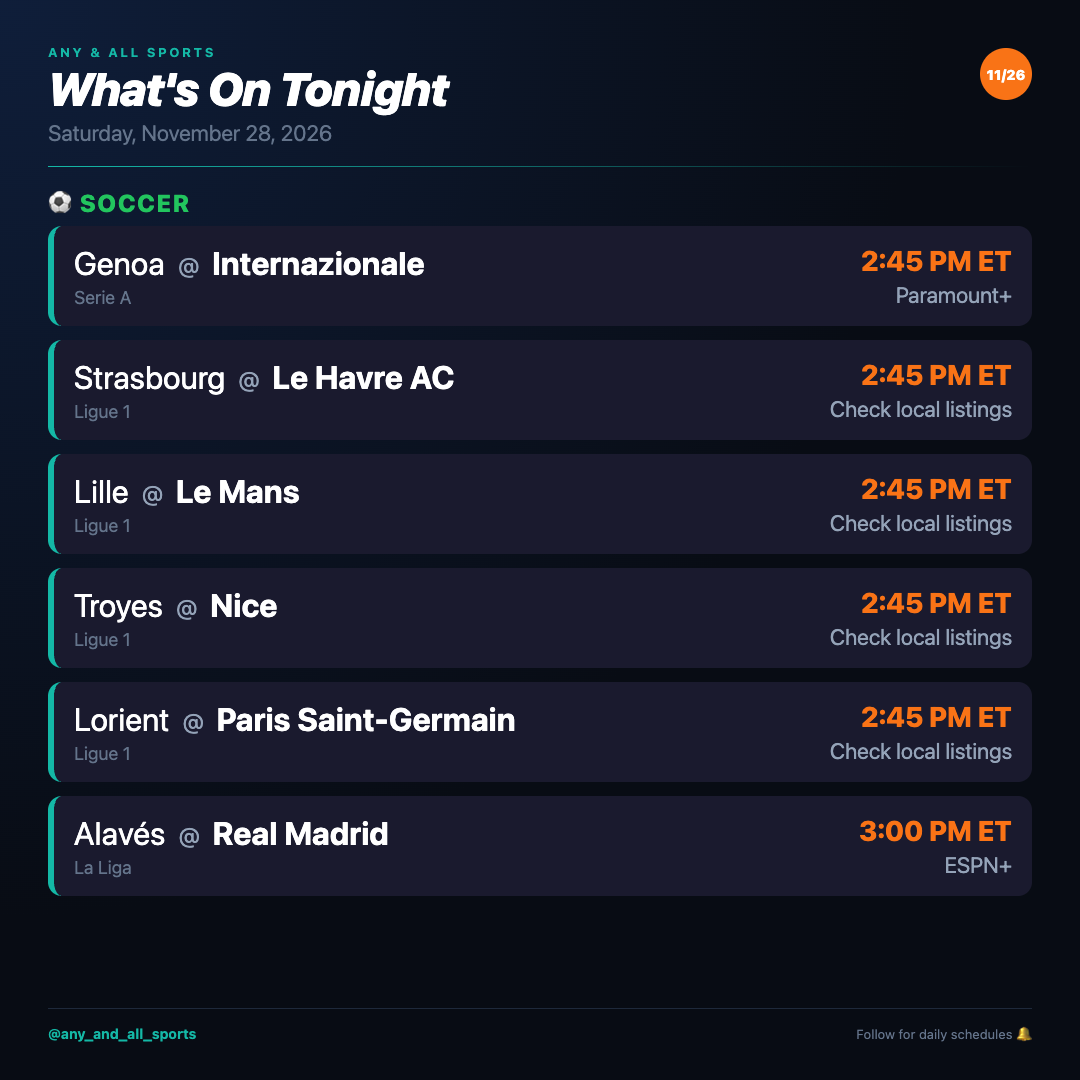 ANY & ALL SPORTS
What's On Tonight
11/26
Saturday, November 28, 2026
⚽ SOCCER
Genoa @ Internazionale
2:45 PM ET
Serie A
Paramount+
Strasbourg @ Le Havre AC
2:45 PM ET
Ligue 1
Check local listings
Lille @ Le Mans
2:45 PM ET
Ligue 1
Check local listings
Troyes @ Nice
2:45 PM ET
Ligue 1
Check local listings
Lorient @ Paris Saint-Germain
2:45 PM ET
Ligue 1
Check local listings
Alavés @ Real Madrid
3:00 PM ET
La Liga
ESPN+
@any_and_all_sports
Follow for daily schedules 🔔